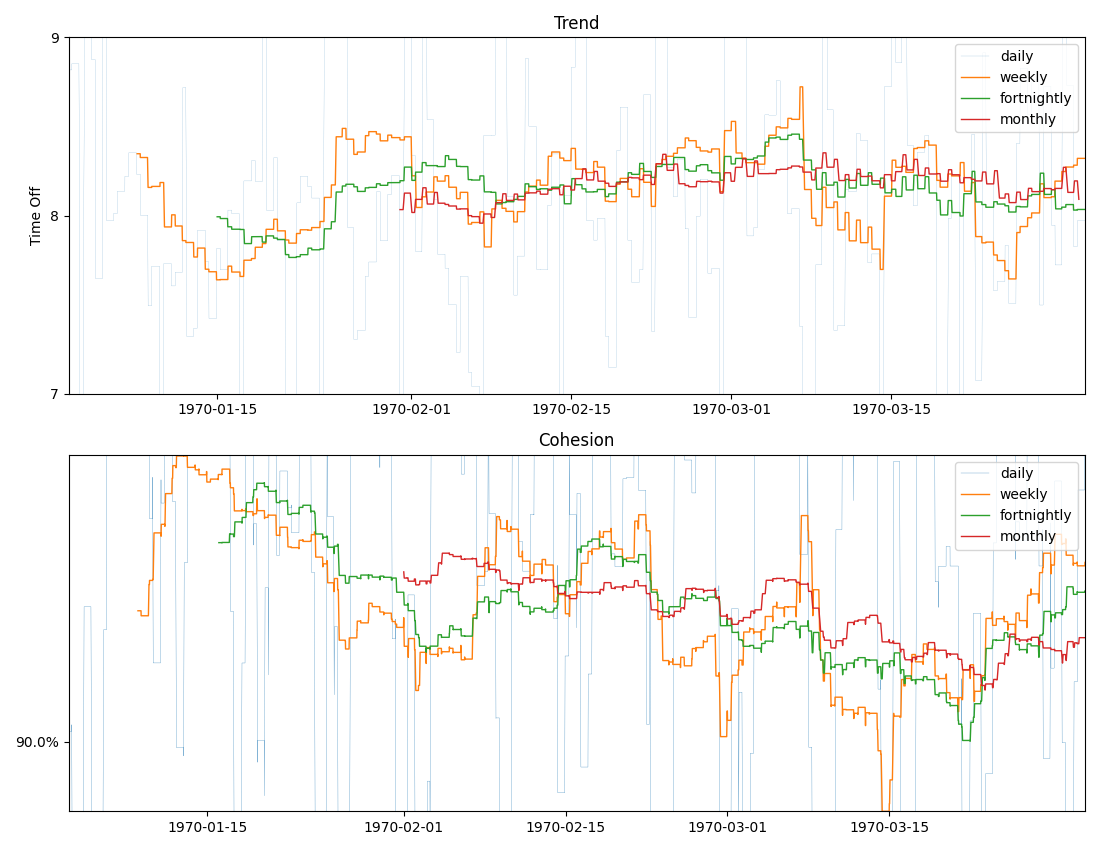 Trend
9
8
7
Time Off
daily
weekly
fortnightly
monthly
1970-01-15
1970-02-01
1970-02-15
1970-03-01
1970-03-15
Cohesion
90.0%
daily
weekly
fortnightly
monthly
1970-01-15
1970-02-01
1970-02-15
1970-03-01
1970-03-15